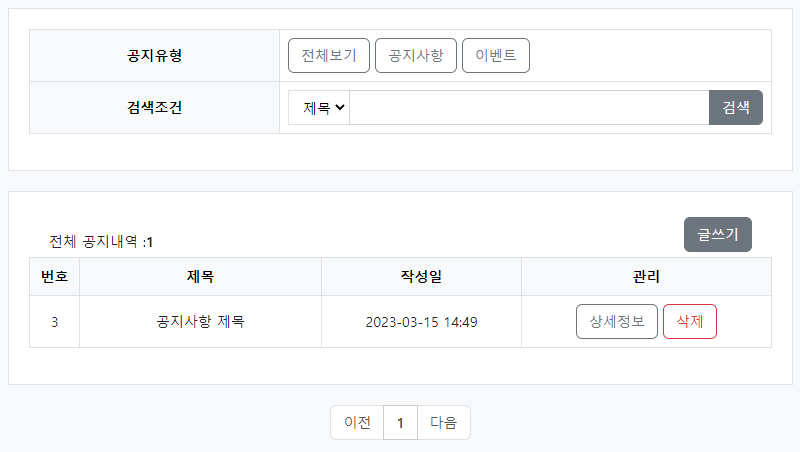 공지유형 전체보기 공지사항 이벤트
검색조건 제목 검색
전체 공지내역 :1 글쓰기
번호 제목 작성일 관리
3 공지사항 제목 2023-03-15 14:49 상세정보 삭제
이전 1 다음